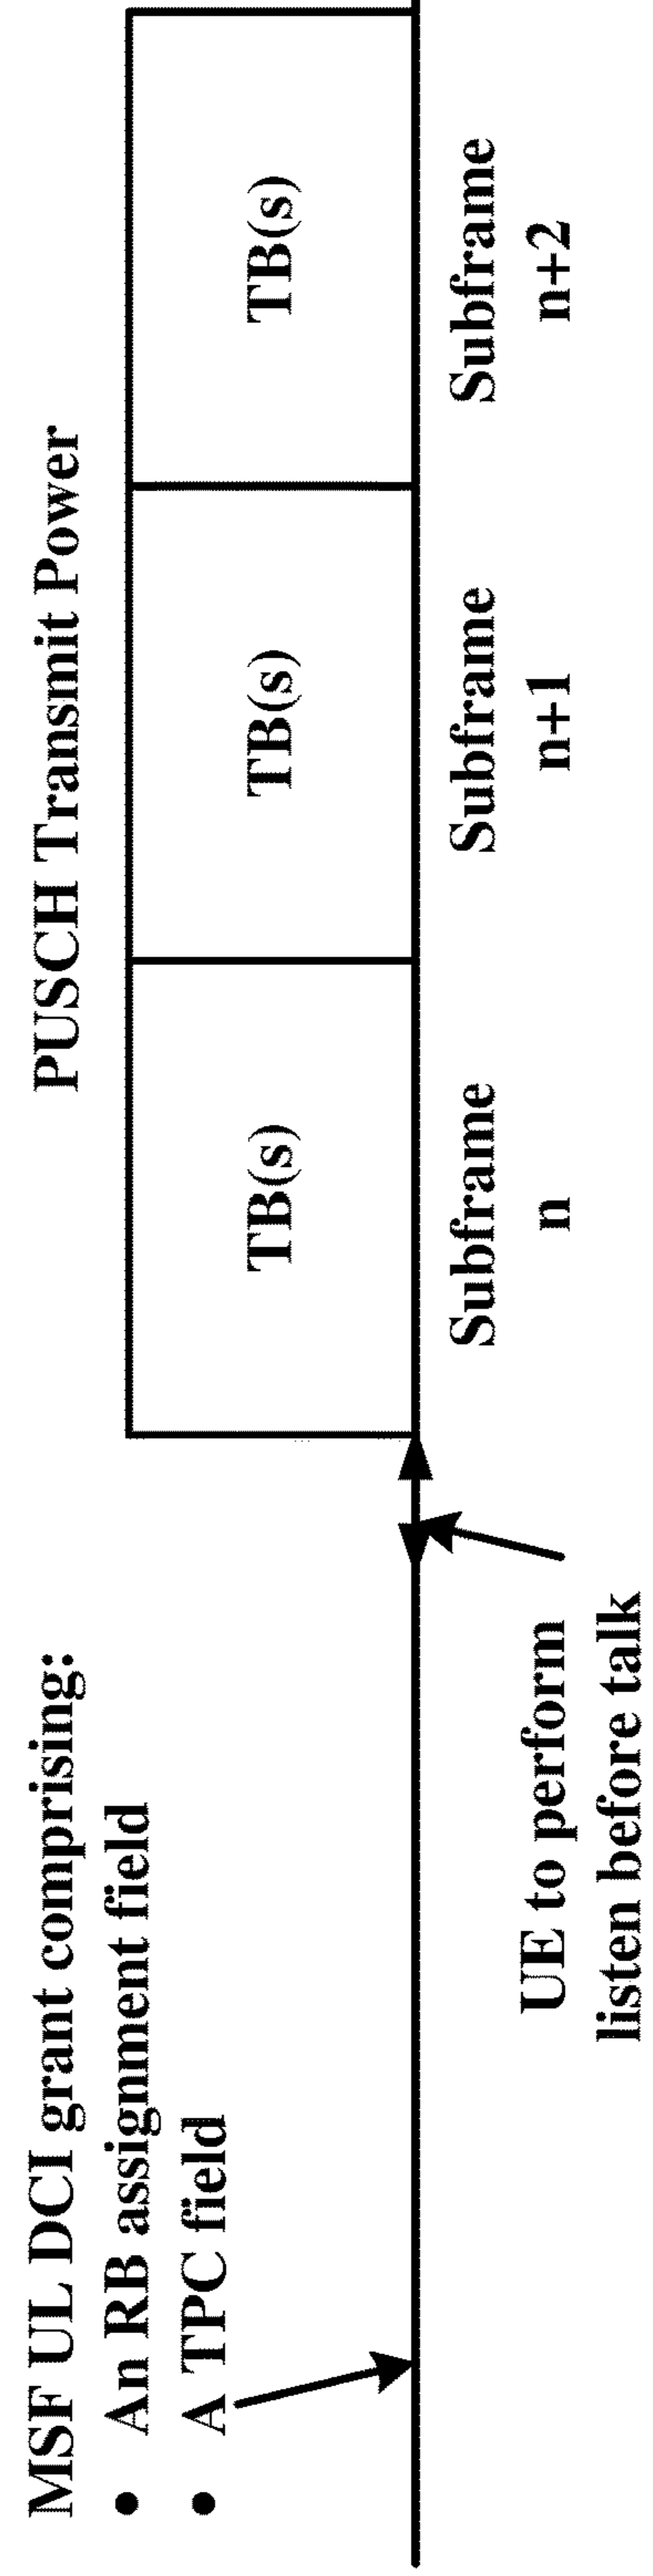 MSF UL DCI grant comprising:
• An RB assignment field
• A TPC field
PUSCH Transmit Power
TB(s)
TB(s)
TB(s)
UE to perform
listen before talk
Subframe
n
Subframe
n+1
Subframe
n+2